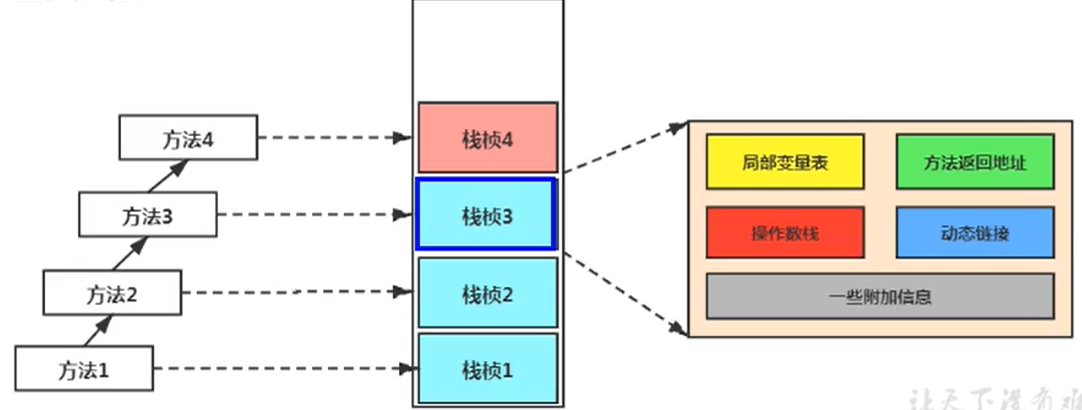 方法4
栈桢4
方法3
栈桢3
方法2
栈桢2
方法1
栈桢1
局部变量表
方法返回地址
操作数栈
动态链接
一些附加信息
让天下没有难